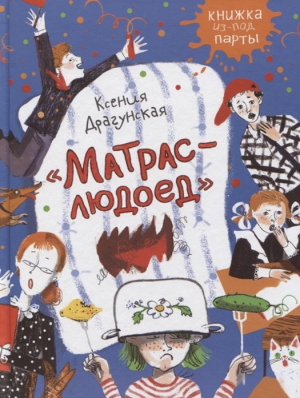 КНИЖКА
ИЗ-ПОД
ПАРТЫ
Ксения
Драгунская
«МАТРАС-
ЛЮДОЕД»